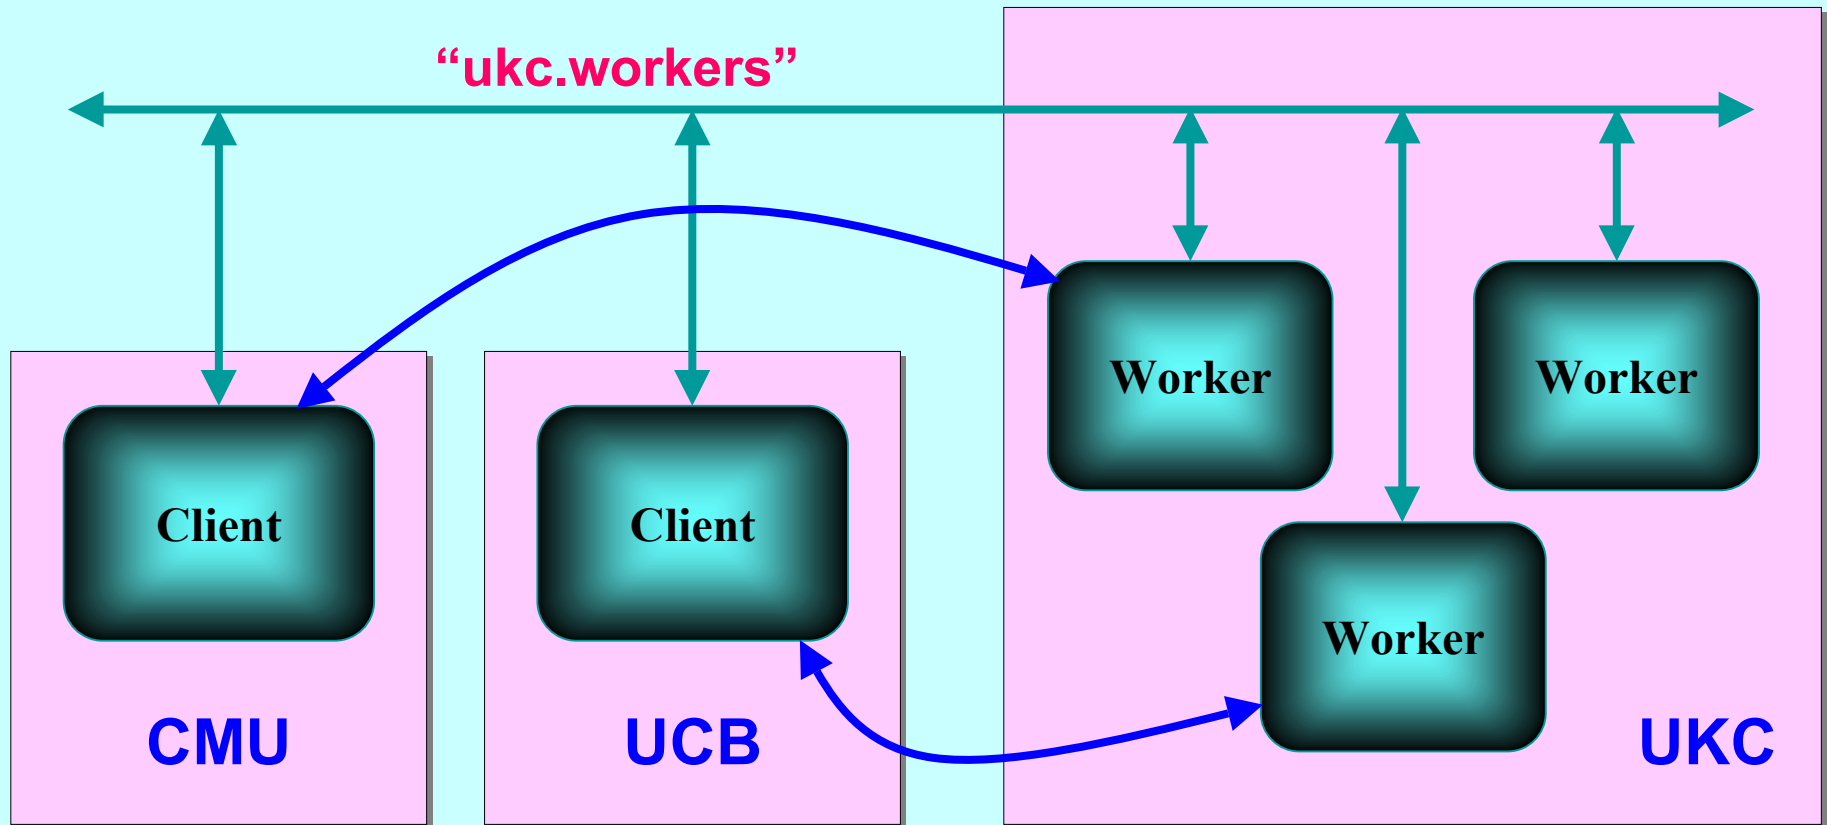 “ukc.workers”
Worker
Worker
Client
Client
Worker
CMU
UCB
UKC